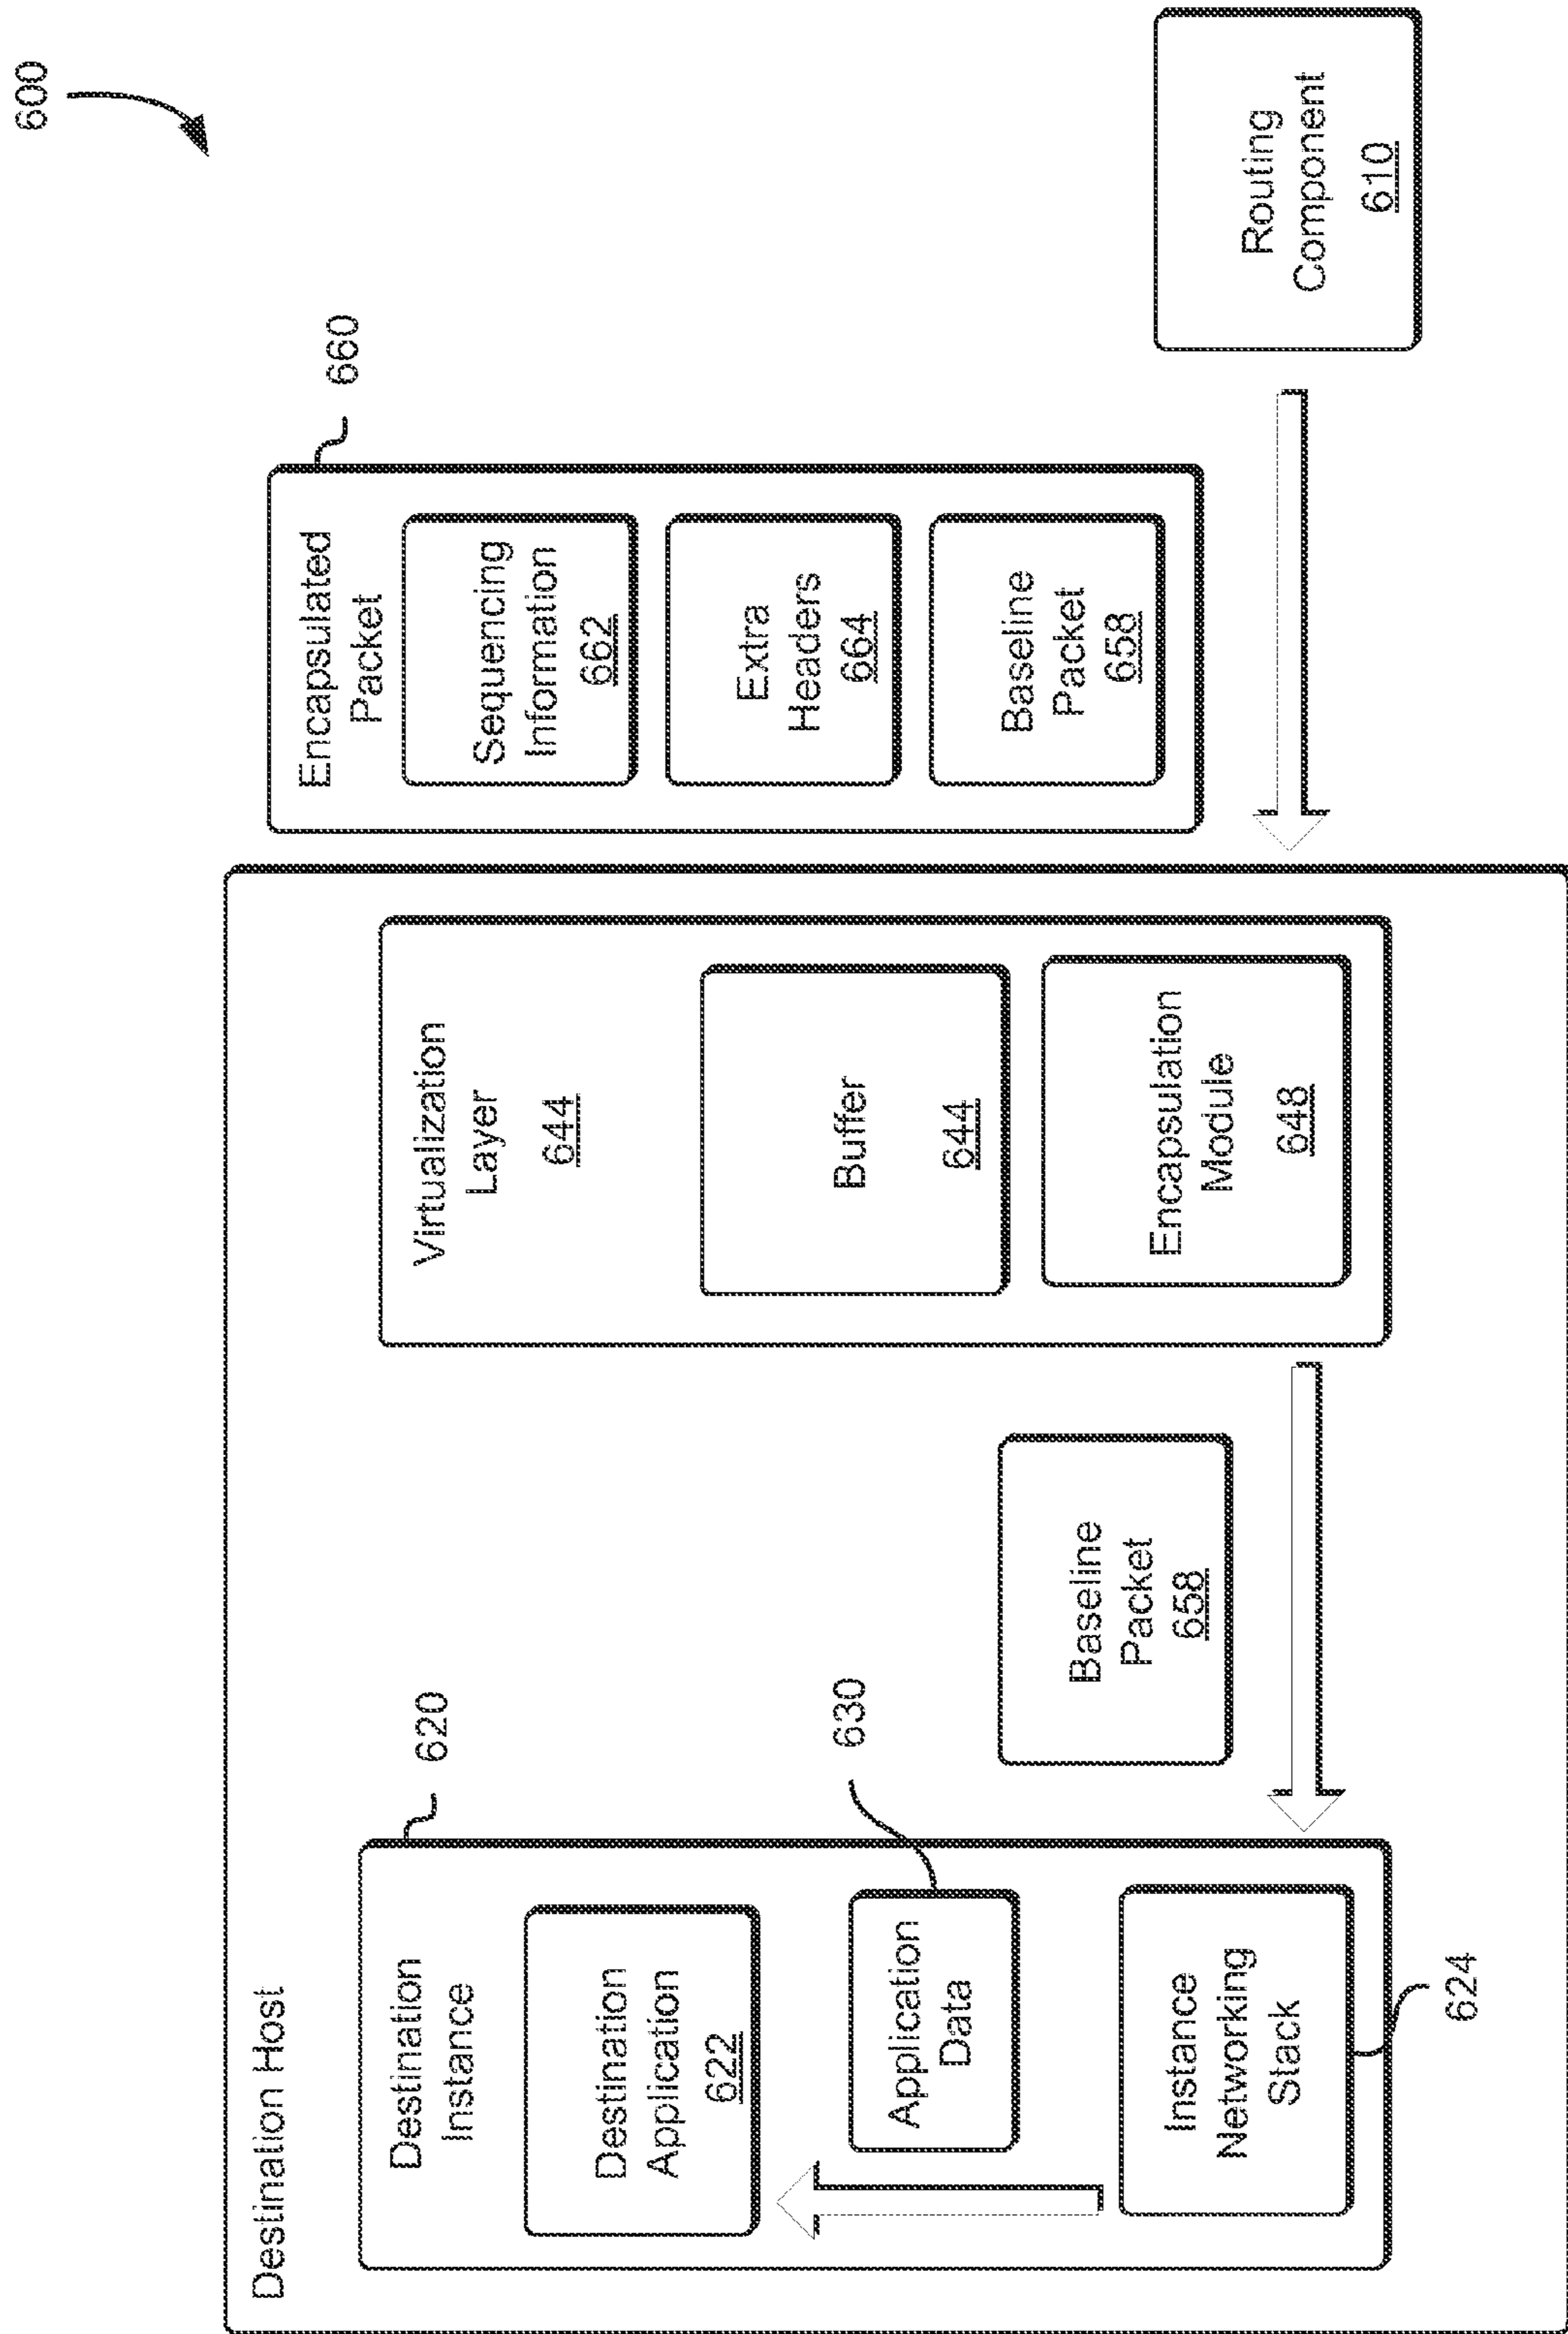 600
Destination Host
Destination
Instance
620
Destination
Application
622
Application
Data
630
Instance
Networking
Stack
624
Baseline
Packet
658
Virtualization
Layer
644
Buffer
644
Encapsulation
Module
648
Encapsulated
Packet
660
Sequencing
Information
662
Extra
Headers
664
Baseline
Packet
658
Routing
Component
610